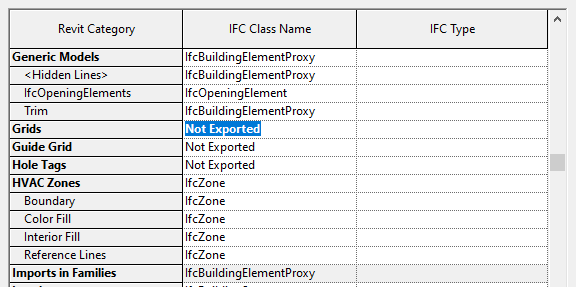 Revit Category IFC Class Name IFC Type
Generic Models IfcBuildingElementProxy
<Hidden Lines> IfcBuildingElementProxy
IfcOpeningElements IfcOpeningElement
Trim IfcBuildingElementProxy
Grids Not Exported
Guide Grid Not Exported
Hole Tags Not Exported
HVAC Zones IfcZone
Boundary IfcZone
Color Fill IfcZone
Interior Fill IfcZone
Reference Lines IfcZone
Imports in Families IfcBuildingElementProxy